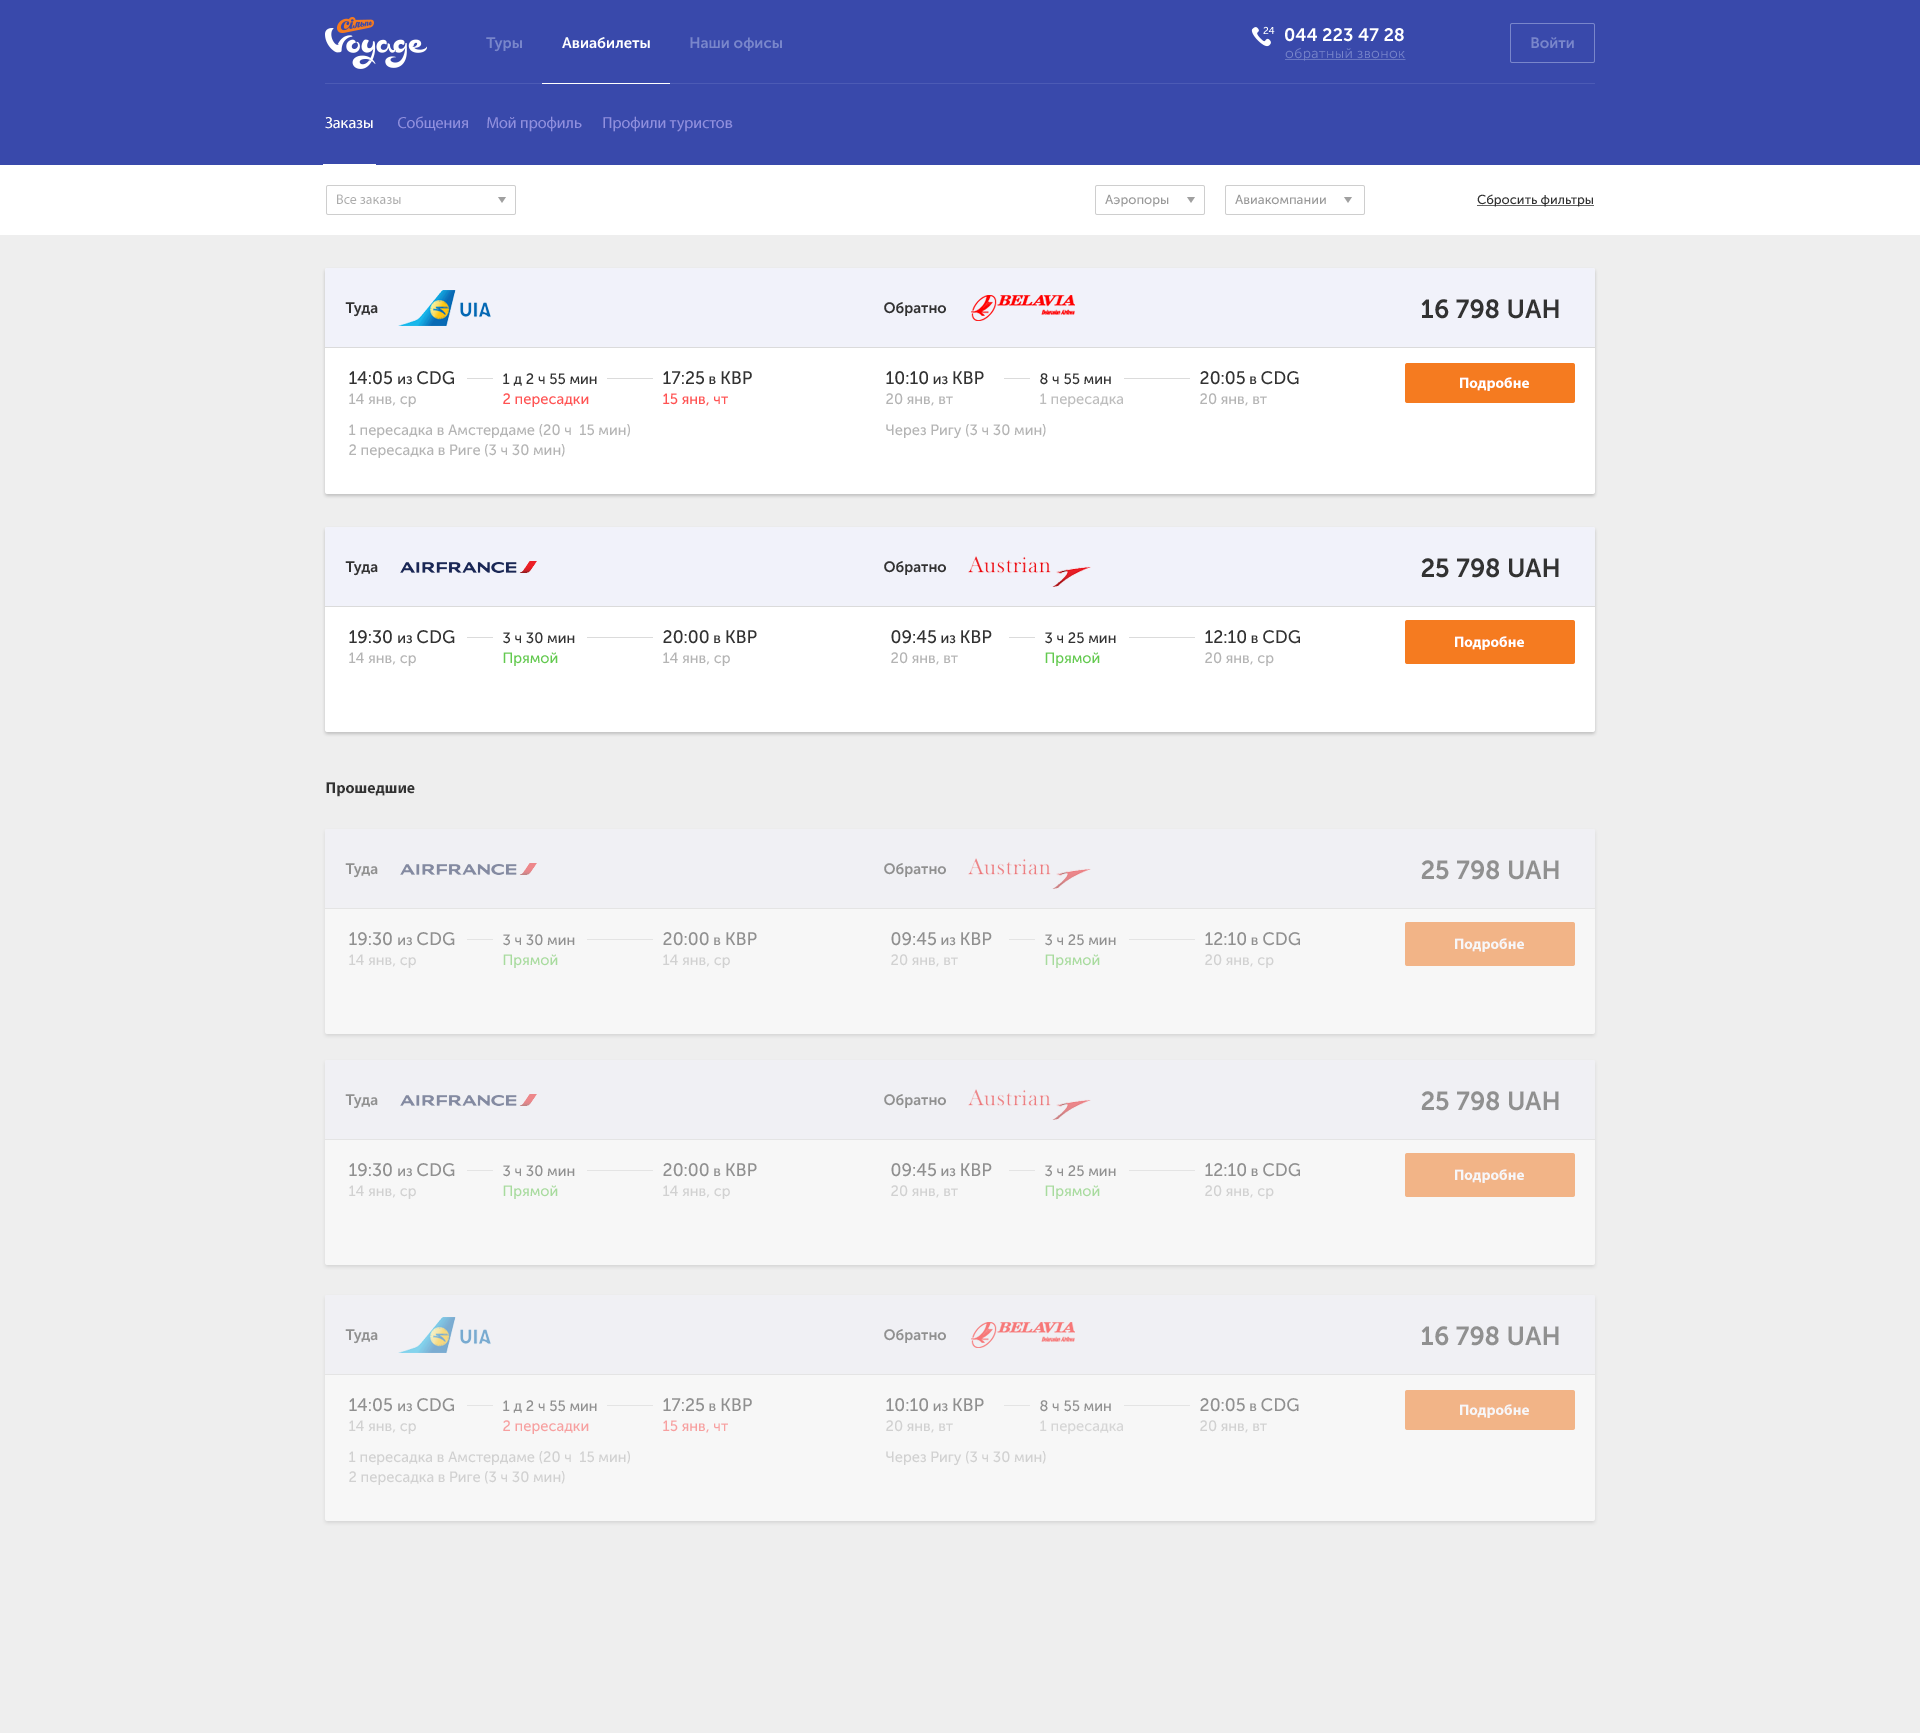 Сільпо
Voyage
Туры Авиабилеты Наши офисы
24 044 223 47 28
обратный звонок
Войти
Заказы Собщения Мой профиль Профили туристов
Все заказы Аэропоры Авиакомпании Сбросить фильтры
Туда UIA Обратно BELAVIA 16 798 UAH
Belarusian Airlines
14:05 из CDG 1 д 2 ч 55 мин 17:25 в KBP 10:10 из KBP 8 ч 55 мин 20:05 в CDG Подробне
14 янв, ср 2 пересадки 15 янв, чт 20 янв, вт 1 пересадка 20 янв, вт
1 пересадка в Амстердаме (20 ч 15 мин) Через Ригу (3 ч 30 мин)
2 пересадка в Риге (3 ч 30 мин)
Туда AIRFRANCE Обратно Austrian 25 798 UAH
19:30 из CDG 3 ч 30 мин 20:00 в KBP 09:45 из KBP 3 ч 25 мин 12:10 в CDG Подробне
14 янв, ср Прямой 14 янв, ср 20 янв, вт Прямой 20 янв, ср
Прошедшие
Туда AIRFRANCE Обратно Austrian 25 798 UAH
19:30 из CDG 3 ч 30 мин 20:00 в KBP 09:45 из KBP 3 ч 25 мин 12:10 в CDG Подробне
14 янв, ср Прямой 14 янв, ср 20 янв, вт Прямой 20 янв, ср
Туда AIRFRANCE Обратно Austrian 25 798 UAH
19:30 из CDG 3 ч 30 мин 20:00 в KBP 09:45 из KBP 3 ч 25 мин 12:10 в CDG Подробне
14 янв, ср Прямой 14 янв, ср 20 янв, вт Прямой 20 янв, ср
Туда UIA Обратно BELAVIA 16 798 UAH
Belarusian Airlines
14:05 из CDG 1 д 2 ч 55 мин 17:25 в KBP 10:10 из KBP 8 ч 55 мин 20:05 в CDG Подробне
14 янв, ср 2 пересадки 15 янв, чт 20 янв, вт 1 пересадка 20 янв, вт
1 пересадка в Амстердаме (20 ч 15 мин) Через Ригу (3 ч 30 мин)
2 пересадка в Риге (3 ч 30 мин)